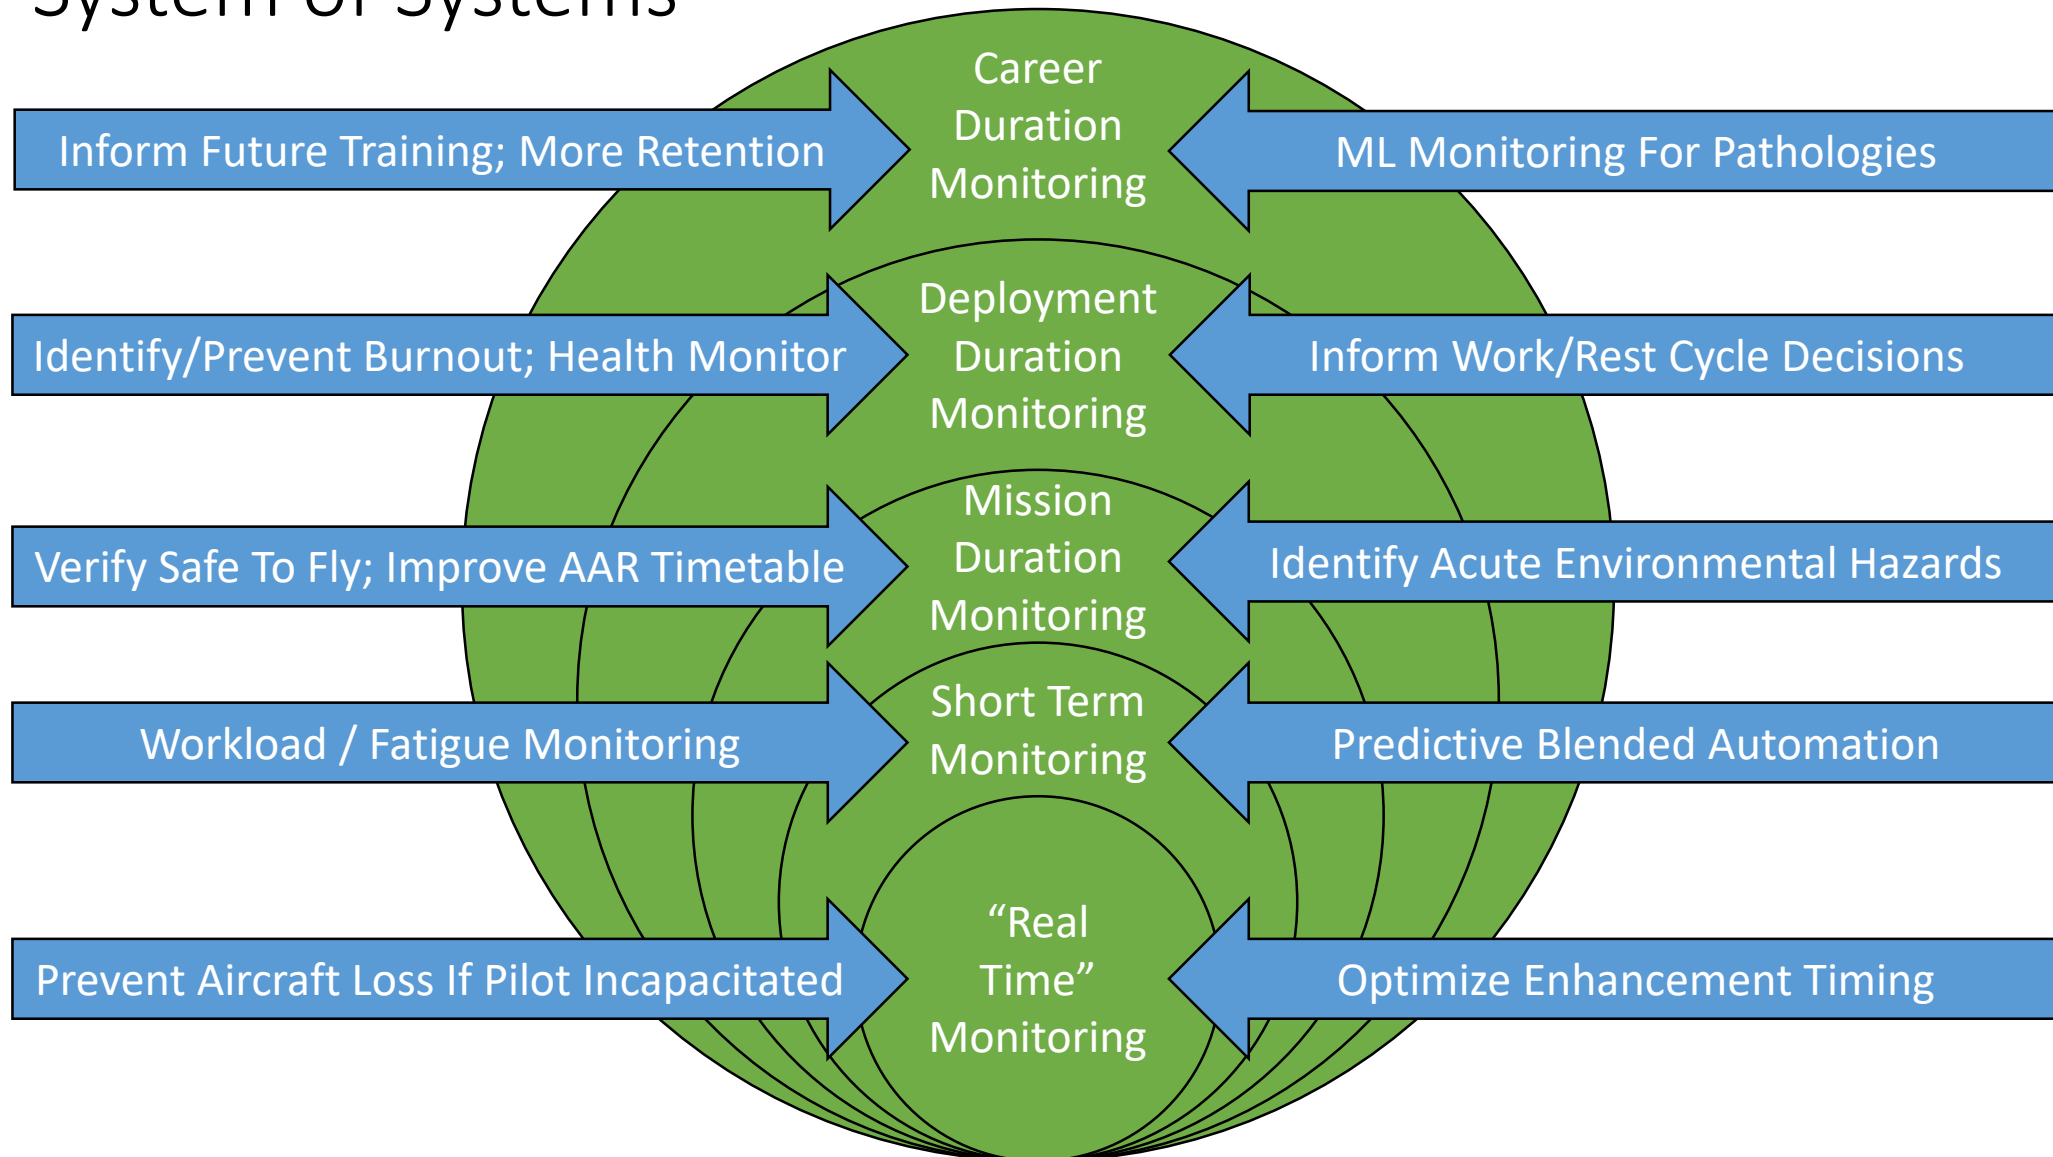 System of Systems
Career
Duration
Monitoring
Inform Future Training; More Retention
ML Monitoring For Pathologies
Deployment
Duration
Monitoring
Identify/Prevent Burnout; Health Monitor
Inform Work/Rest Cycle Decisions
Mission
Duration
Monitoring
Verify Safe To Fly; Improve AAR Timetable
Identify Acute Environmental Hazards
Short Term
Monitoring
Workload / Fatigue Monitoring
Predictive Blended Automation
“Real
Time”
Monitoring
Prevent Aircraft Loss If Pilot Incapacitated
Optimize Enhancement Timing